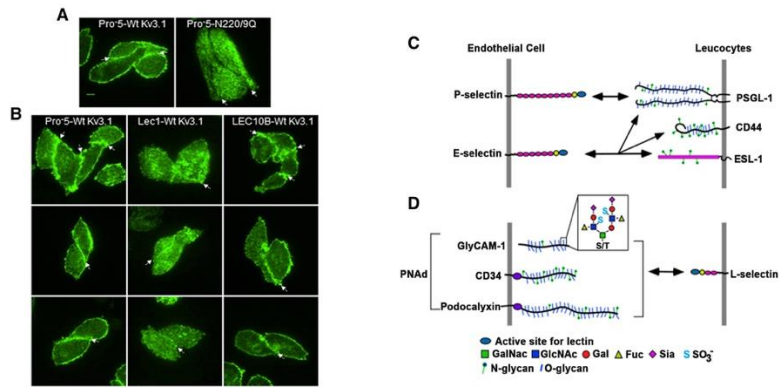 A
Pro⁻5-Wt Kv3.1
Pro⁻5-N220/9Q
B
Pro⁻5-Wt Kv3.1
Lec1-Wt Kv3.1
LEC10B-Wt Kv3.1
C
Endothelial Cell
Leucocytes
P-selectin
PSGL-1
CD44
E-selectin
ESL-1
D
GlyCAM-1
S
S
S/T
PNAd
CD34
L-selectin
Podocalyxin
Active site for lectin
GalNac GlcNAc Gal Fuc Sia S SO₃⁻
N-glycan O-glycan